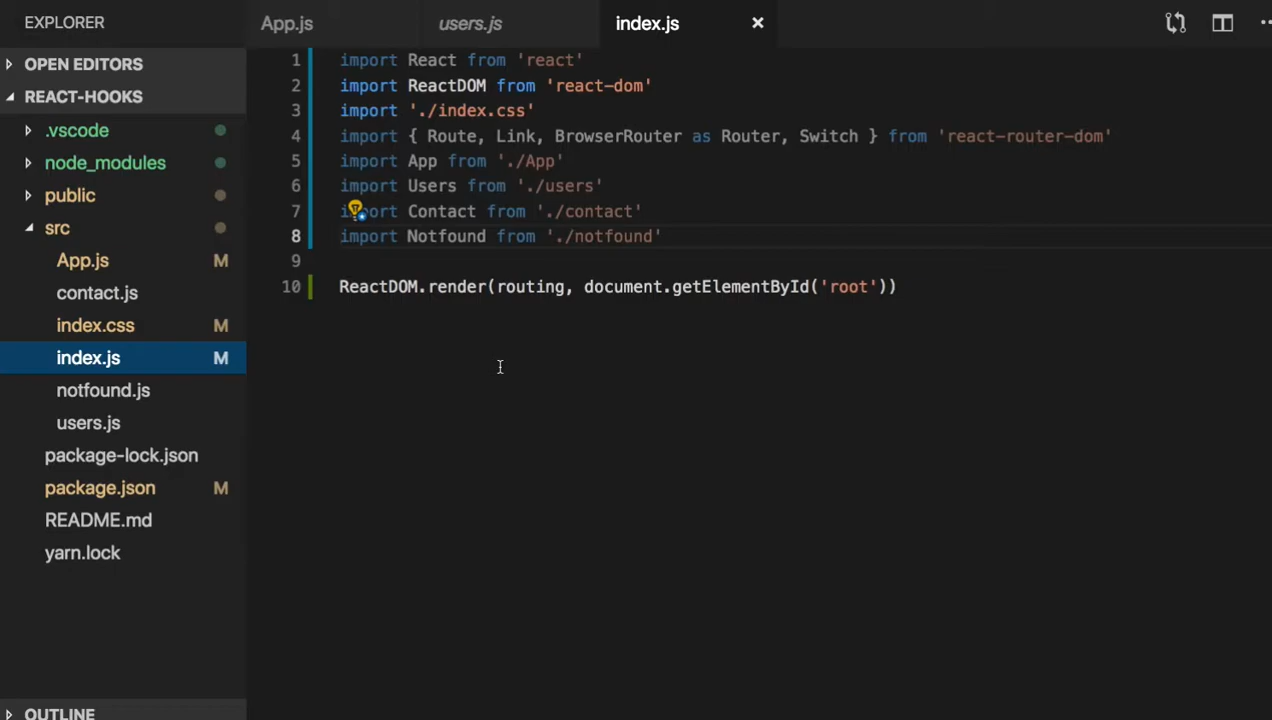 EXPLORER
OPEN EDITORS
REACT-HOOKS
.vscode
node_modules
public
src
App.js M
contact.js
index.css M
index.js M
notfound.js
users.js
package-lock.json
package.json M
README.md
yarn.lock
OUTLINE
App.js users.js index.js
1 import React from 'react'
2 import ReactDOM from 'react-dom'
3 import './index.css'
4 import { Route, Link, BrowserRouter as Router, Switch } from 'react-router-dom'
5 import App from './App'
6 import Users from './users'
7 import Contact from './contact'
8 import Notfound from './notfound'
9
10 ReactDOM.render(routing, document.getElementById('root'))